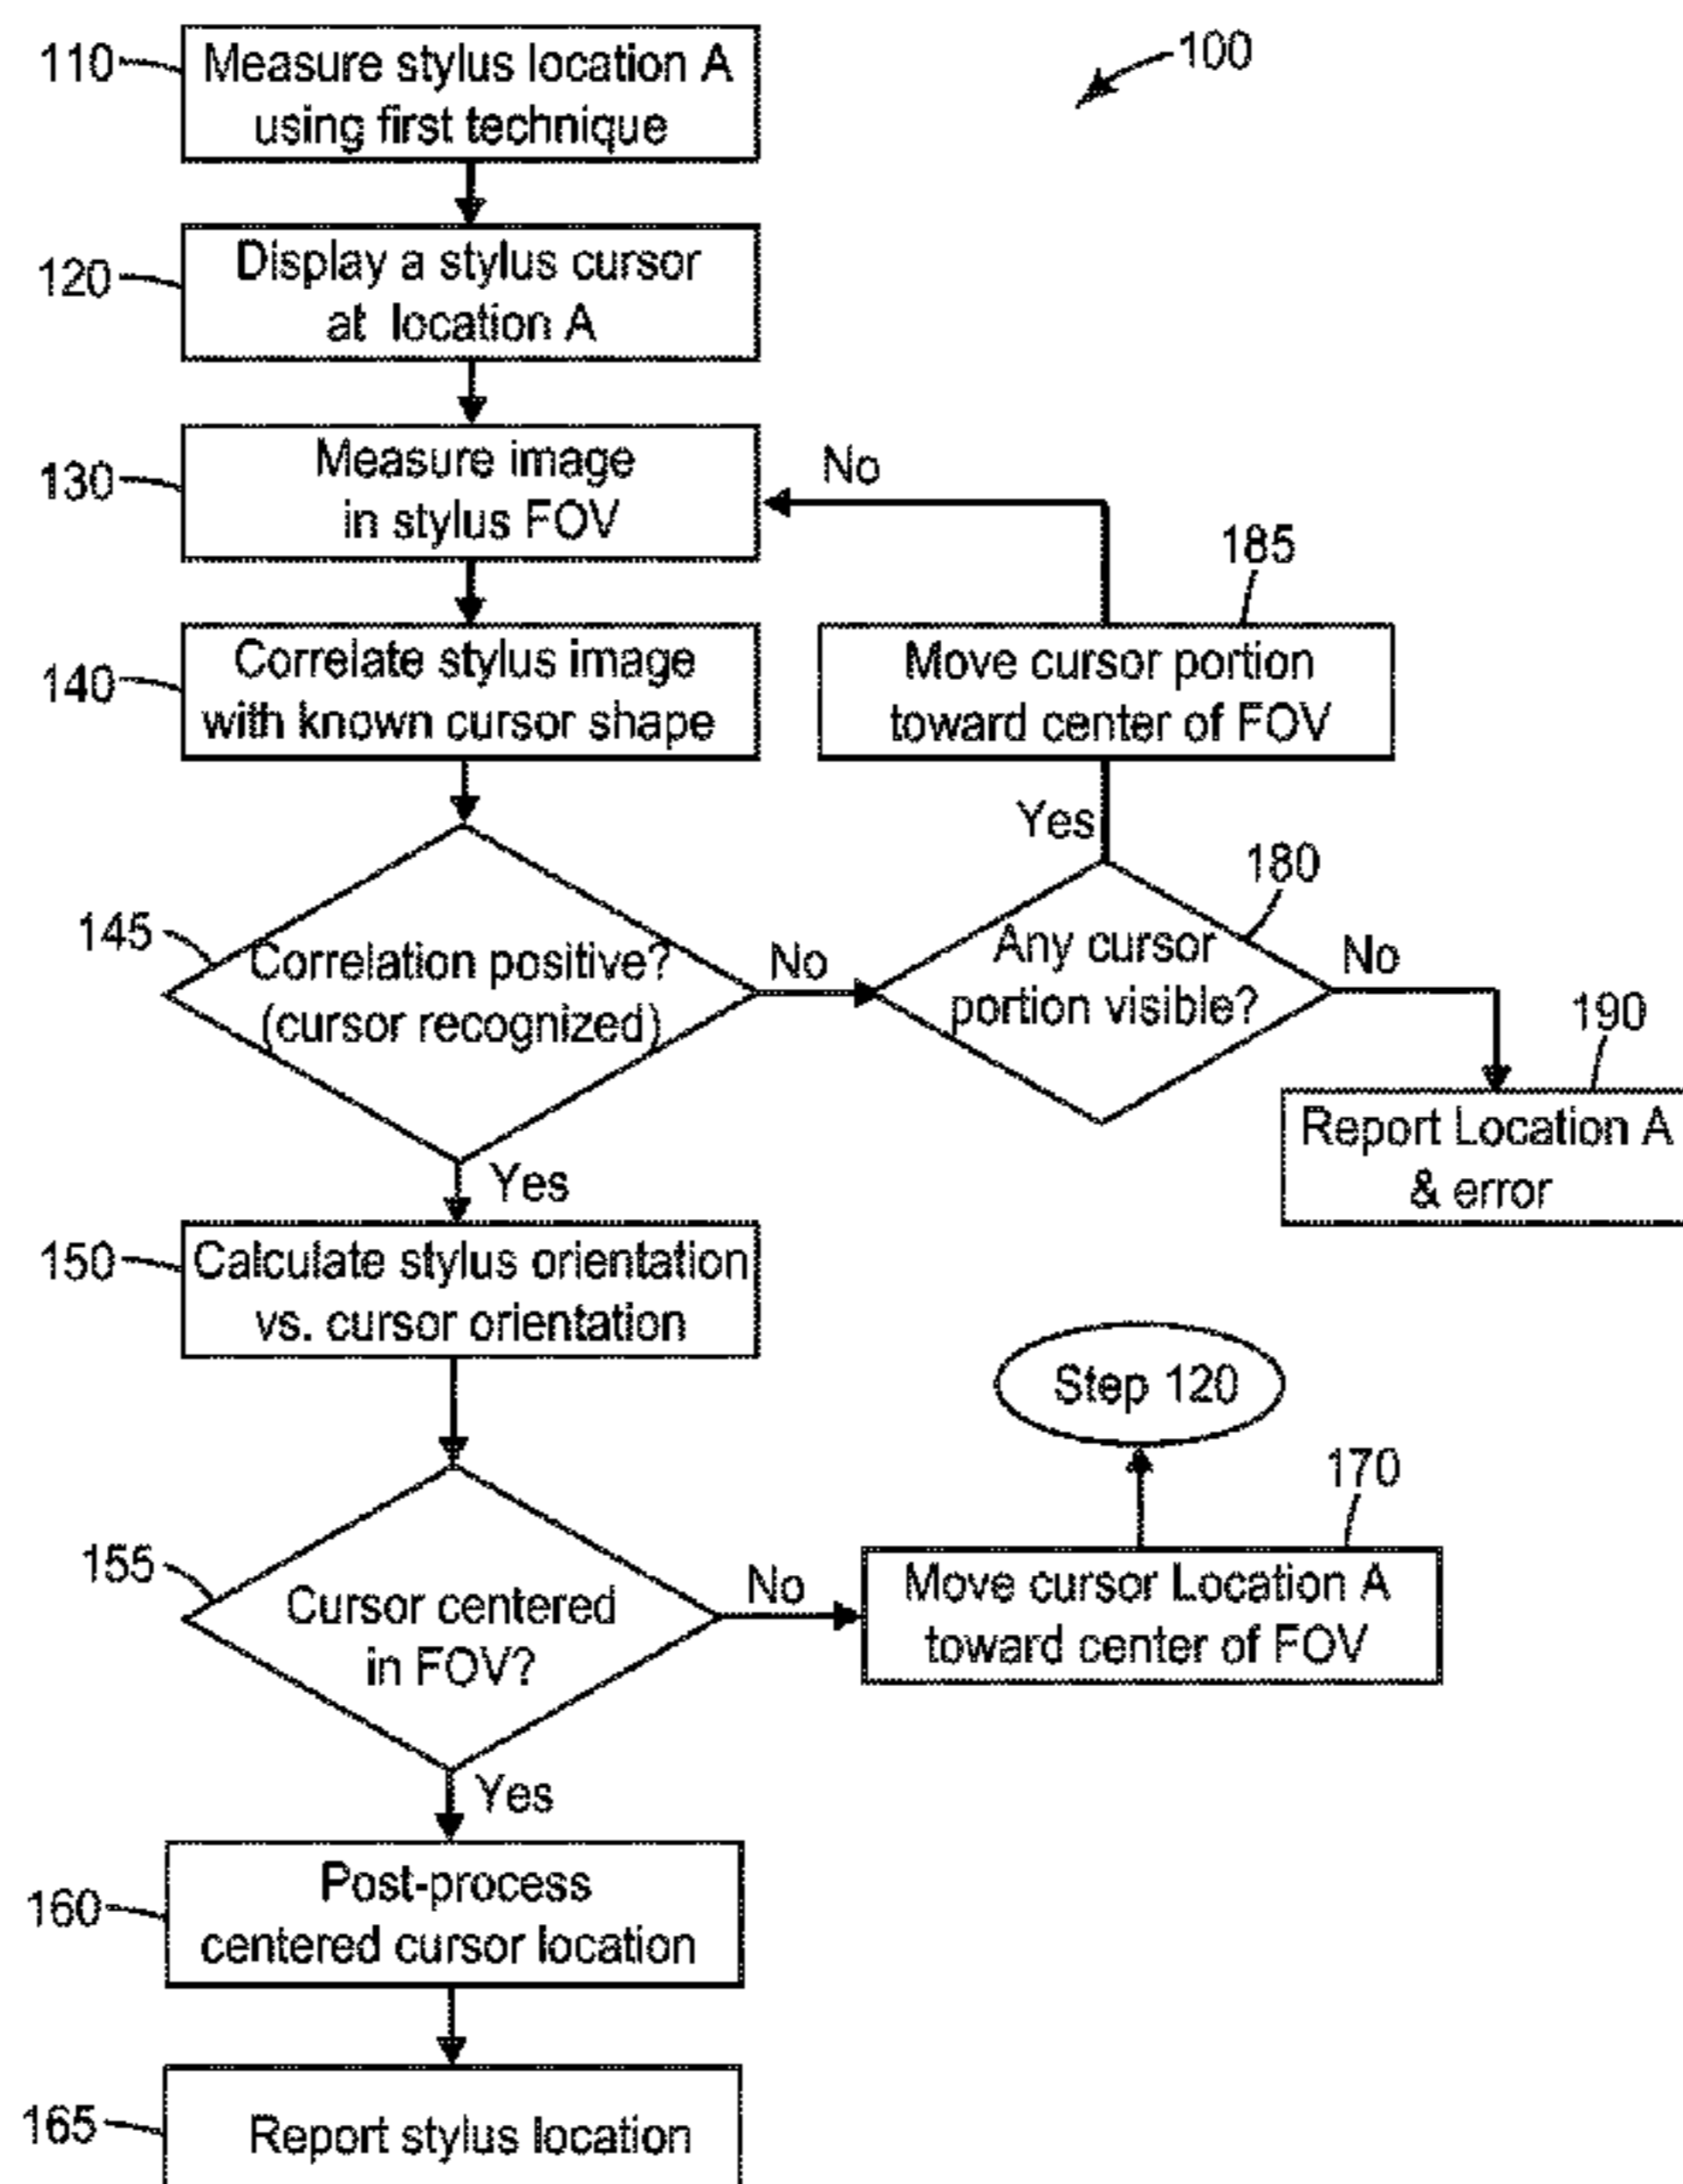 100
110
Measure stylus location A
using first technique
120
Display a stylus cursor
at location A
130
Measure image
in stylus FOV
No
185
140
Correlate stylus image
with known cursor shape
Move cursor portion
toward center of FOV
Yes
180
145
Correlation positive?
(cursor recognized)
No
Any cursor
portion visible?
No
190
Report Location A
& error
Yes
150
Calculate stylus orientation
vs. cursor orientation
Step 120
170
155
Cursor centered
in FOV?
No
Move cursor Location A
toward center of FOV
Yes
160
Post-process
centered cursor location
165
Report stylus location